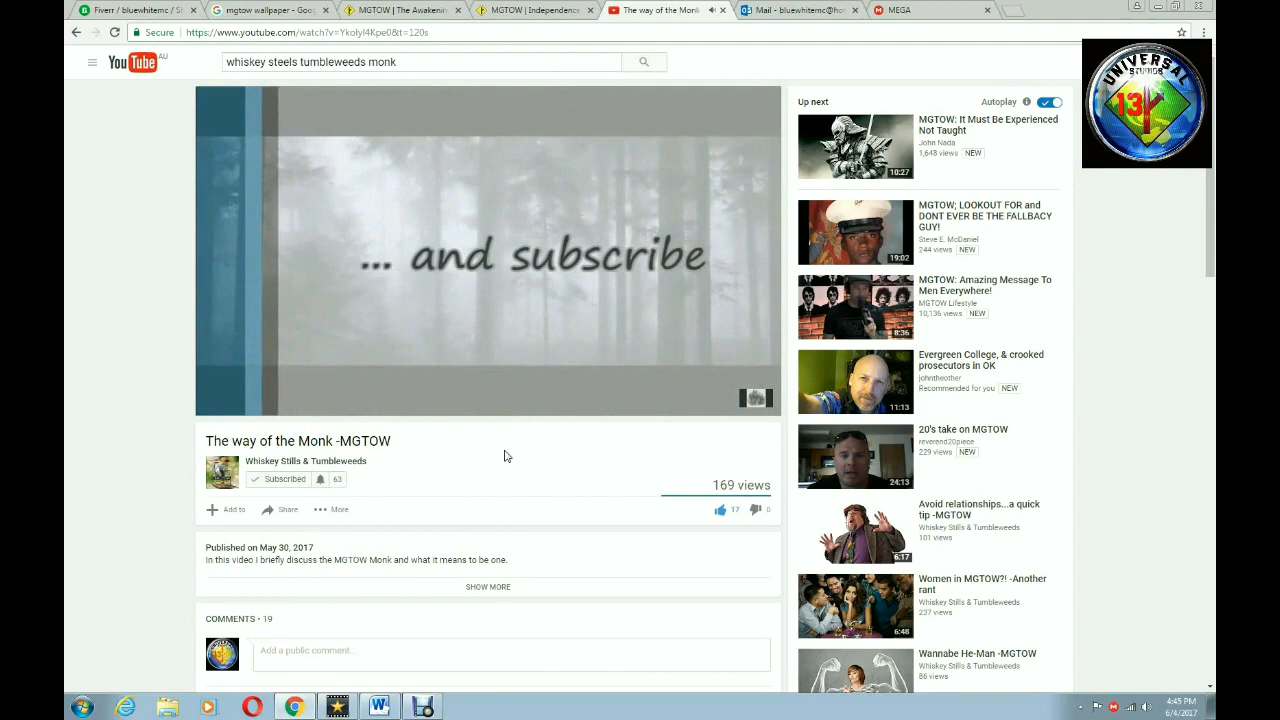 Fiverr / bluewhitemc / S
mgtow wallpaper - Goo
MGTOW | The Awakenin
MGTOW | Independence
The way of the Monk
Mail - bluewhitemc@hot
MEGA
Secure
https://www.youtube.com/watch?v=Ykolyl4Kpe0&t=120s
YouTube AU
whiskey steels tumbleweeds monk
UNIVERSAL
STUDIOS
13
... and subscribe
The way of the Monk -MGTOW
Whiskey Stills & Tumbleweeds
Subscribed 63
169 views
Add to Share More
17 0
Published on May 30, 2017
In this video I briefly discuss the MGTOW Monk and what it means to be one.
SHOW MORE
COMMENTS • 19
Add a public comment...
Up next
Autoplay
MGTOW: It Must Be Experienced
Not Taught
John Nada
1,648 views NEW
10:27
MGTOW; LOOKOUT FOR and
DONT EVER BE THE FALLBACY
GUY!
Steve E. McDaniel
244 views NEW
19:02
MGTOW: Amazing Message To
Men Everywhere!
MGTOW Lifestyle
10,136 views NEW
8:36
Evergreen College, & crooked
prosecutors in OK
johntheother
Recommended for you NEW
11:13
20's take on MGTOW
reverend20piece
229 views NEW
24:13
Avoid relationships...a quick
tip -MGTOW
Whiskey Stills & Tumbleweeds
101 views
6:17
Women in MGTOW?! -Another
rant
Whiskey Stills & Tumbleweeds
237 views
6:48
Wannabe He-Man -MGTOW
Whiskey Stills & Tumbleweeds
86 views
4:45 PM
6/4/2017